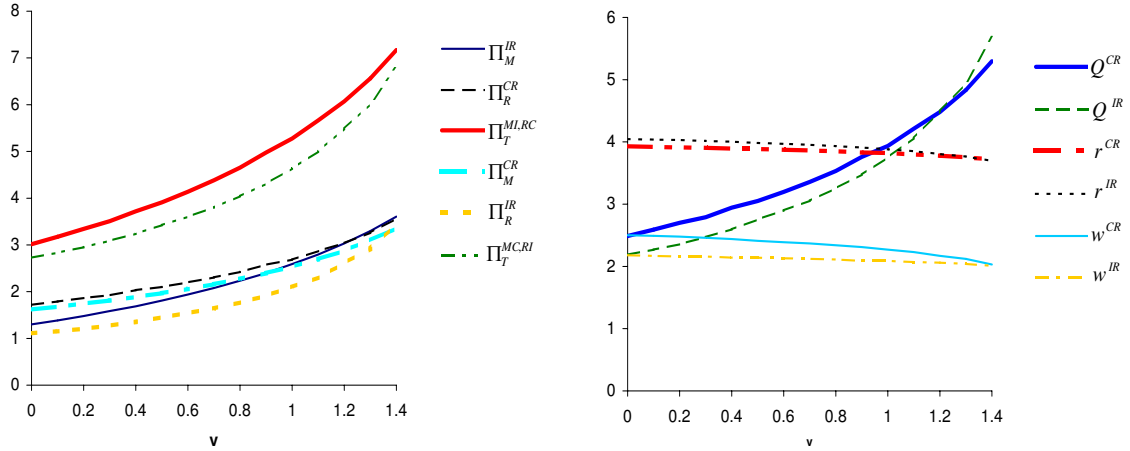 8
7
6
5
4
3
2
1
0
0 0.2 0.4 0.6 0.8 1 1.2 1.4
v
Π_M^{IR}
Π_R^{CR}
Π_T^{MI,RC}
Π_M^{CR}
Π_R^{IR}
Π_T^{MC,RI}
6
5
4
3
2
1
0
0 0.2 0.4 0.6 0.8 1 1.2 1.4
v
Q^{CR}
Q^{IR}
r^{CR}
r^{IR}
w^{CR}
w^{IR}